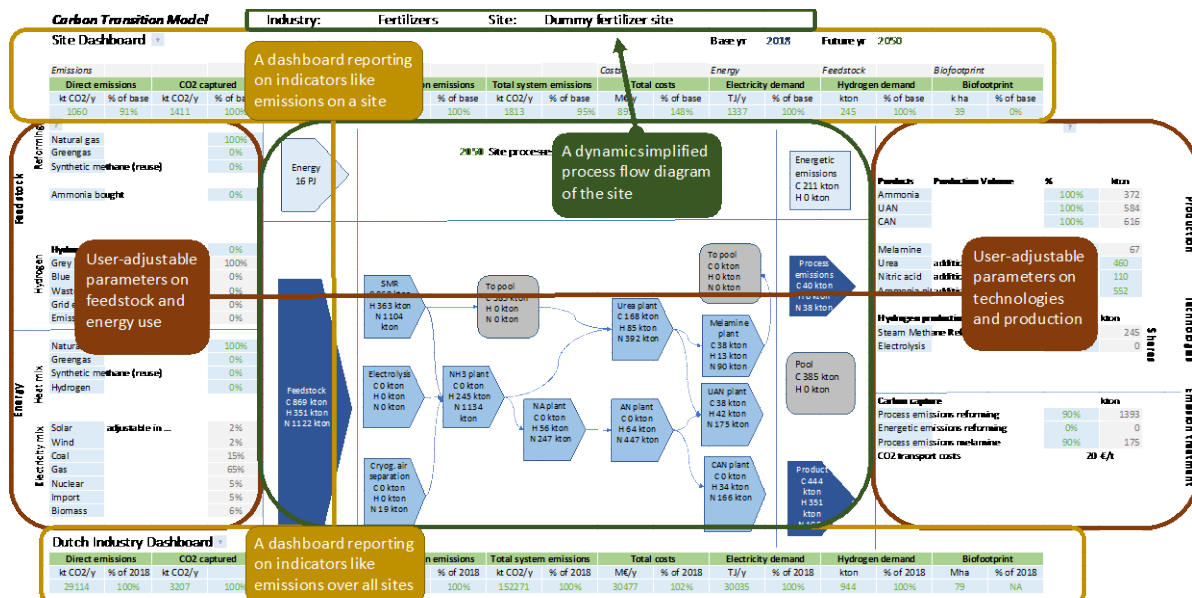 Carbon Transition Model Industry: Fertilizers Site: Dummy fertilizer site
Site Dashboard Base yr 2018 Future yr 2050
A dashboard reporting
on indicators like
emissions on a site
Emissions Costs Energy Feedstock Biofootprint
Direct emissions CO2 captured emissions Total system emissions Total costs Electricity demand Hydrogen demand Biofootprint
kt CO2/y % of base kt CO2/y % of base kt CO2/y % of base M€/y % of base TJ/y % of base kton % of base k ha % of base
1060 91% 1411 100% 100% 1813 95% 148% 1337 100% 245 100% 39 0%
Feedstock
Reforming
Natural gas 100%
Greengas 0%
Synthetic methane (reuse) 0%
Ammonia bought 0%
Hydrogen
0%
Grey 100%
Blue 0%
0%
Grid 0%
0%
User-adjustable
parameters on
feedstock and
energy use
Energy
Heat mix
100%
Greengas 0%
Synthetic methane (reuse) 0%
Hydrogen 0%
Electricity mix
Solar adjustable in ... 2%
Wind 2%
Coal 15%
Gas 65%
Nuclear 5%
Import 5%
Biomass 6%
2050 Site processes
A dynamic simplified
process flow diagram
of the site
Energy
16 PJ
Energetic
emissions
C 211 kton
H 0 kton
Feedstock
C 869 kton
H 351 kton
N 1122 kton
SMR
H 363 kton
N 1104
kton
To pool
H 0 kton
N 0 kton
Electrolysis
C 0 kton
H 0 kton
N 0 kton
NH3 plant
C 0 kton
H 245 kton
N 1134
kton
Cryog. air
separation
C 0 kton
H 0 kton
N 19 kton
NA plant
C 0 kton
H 56 kton
N 247 kton
Urea plant
C 168 kton
H 85 kton
N 392 kton
AN plant
C 0 kton
H 64 kton
N 447 kton
To pool
C 0 kton
H 0 kton
N 0 kton
Melamine
plant
C 38 kton
H 13 kton
N 90 kton
UAN plant
C 38 kton
H 42 kton
N 175 kton
CAN plant
C 0 kton
H 34 kton
N 166 kton
Process
emissions
C 40 kton
N 38 kton
Pool
C 385 kton
H 0 kton
Product
C 444
kton
H 351
kton
Products Production Volume % kton
Ammonia 100% 372
UAN 100% 584
CAN 100% 616
Melamine 67
Urea 460
Nitric acid 110
552
User-adjustable
parameters on
technologies
and production
kton
245
Electrolysis 0
Production
Shares
Carbon capture kton
Process emissions reforming 90% 1393
Energetic emissions reforming 0% 0
Process emissions melamine 90% 175
CO2 transport costs 20 €/t
Dutch Industry Dashboard
A dashboard reporting
on indicators like
emissions over all sites
Direct emissions CO2 captured emissions Total system emissions Total costs Electricity demand Hydrogen demand Biofootprint
kt CO2/y % of 2018 kt CO2/y % of 2018 kt CO2/y % of 2018 M€/y % of 2018 TJ/y % of 2018 kton % of 2018 Mha % of 2018
29114 100% 3207 100% 100% 152271 100% 30477 102% 30035 100% 944 100% 79 NA